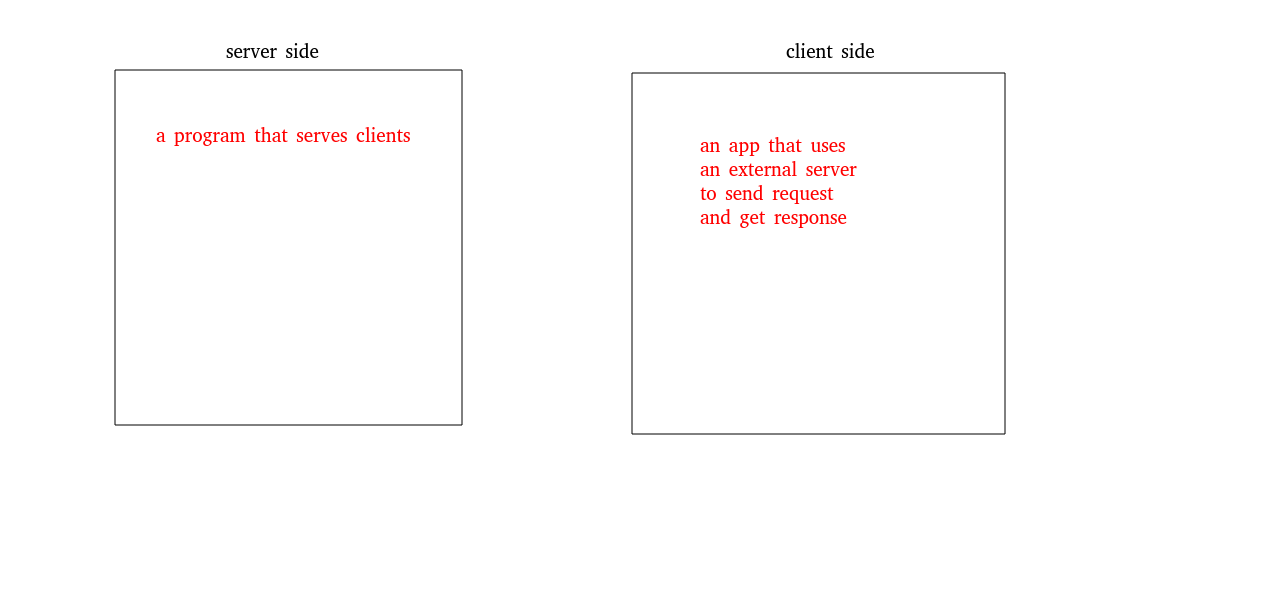 server side
a program that serves clients
client side
an app that uses
an external server
to send request
and get response